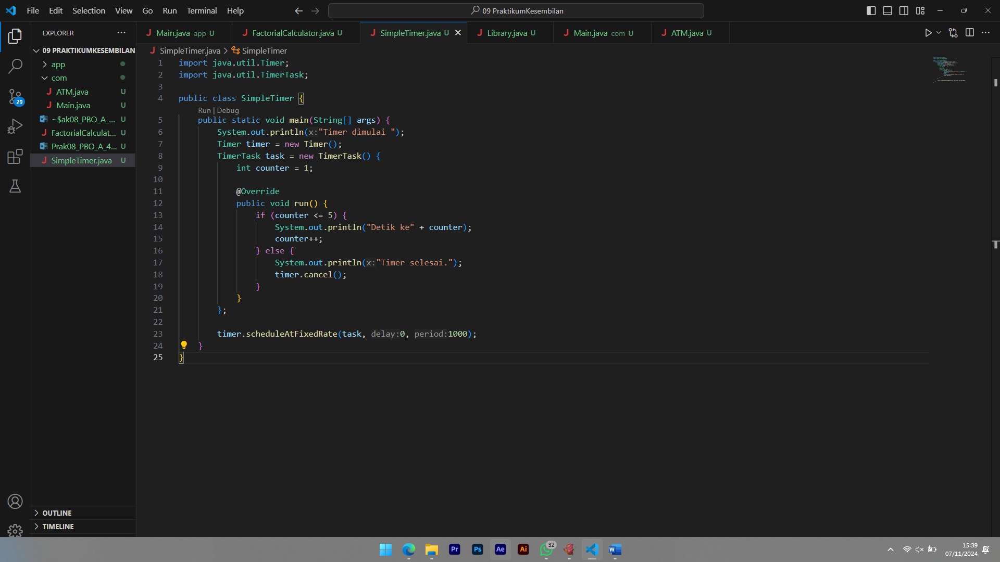 File Edit Selection View Go Run Terminal Help
09 PraktikumKesembilan
EXPLORER
09 PRAKTIKUMKESEMBILAN
app
com
ATM.java U
Main.java U
~$ak08_PBO_A_... U
FactorialCalculat... U
Prak08_PBO_A_4... U
SimpleTimer.java U
29
OUTLINE
TIMELINE
Main.java app U
FactorialCalculator.java U
SimpleTimer.java U
Library.java U
Main.java com U
ATM.java U
SimpleTimer.java > SimpleTimer
1 import java.util.Timer;
2 import java.util.TimerTask;
3
4 public class SimpleTimer {
Run | Debug
5 public static void main(String[] args) {
6 System.out.println(x:"Timer dimulai ");
7 Timer timer = new Timer();
8 TimerTask task = new TimerTask() {
9 int counter = 1;
10
11 @Override
12 public void run() {
13 if (counter <= 5) {
14 System.out.println("Detik ke" + counter);
15 counter++;
16 } else {
17 System.out.println(x:"Timer selesai.");
18 timer.cancel();
19 }
20 }
21 };
22
23 timer.scheduleAtFixedRate(task, delay:0, period:1000);
24 }
25 }
Pr
Ps
Ae
Ai
32
W
15:39
07/11/2024